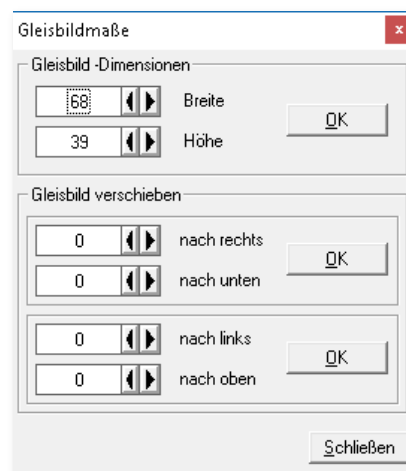 Gleisbildmaße x
Gleisbild -Dimensionen
68 Breite
OK
39 Höhe
Gleisbild verschieben
0 nach rechts
OK
0 nach unten
0 nach links
OK
0 nach oben
Schließen